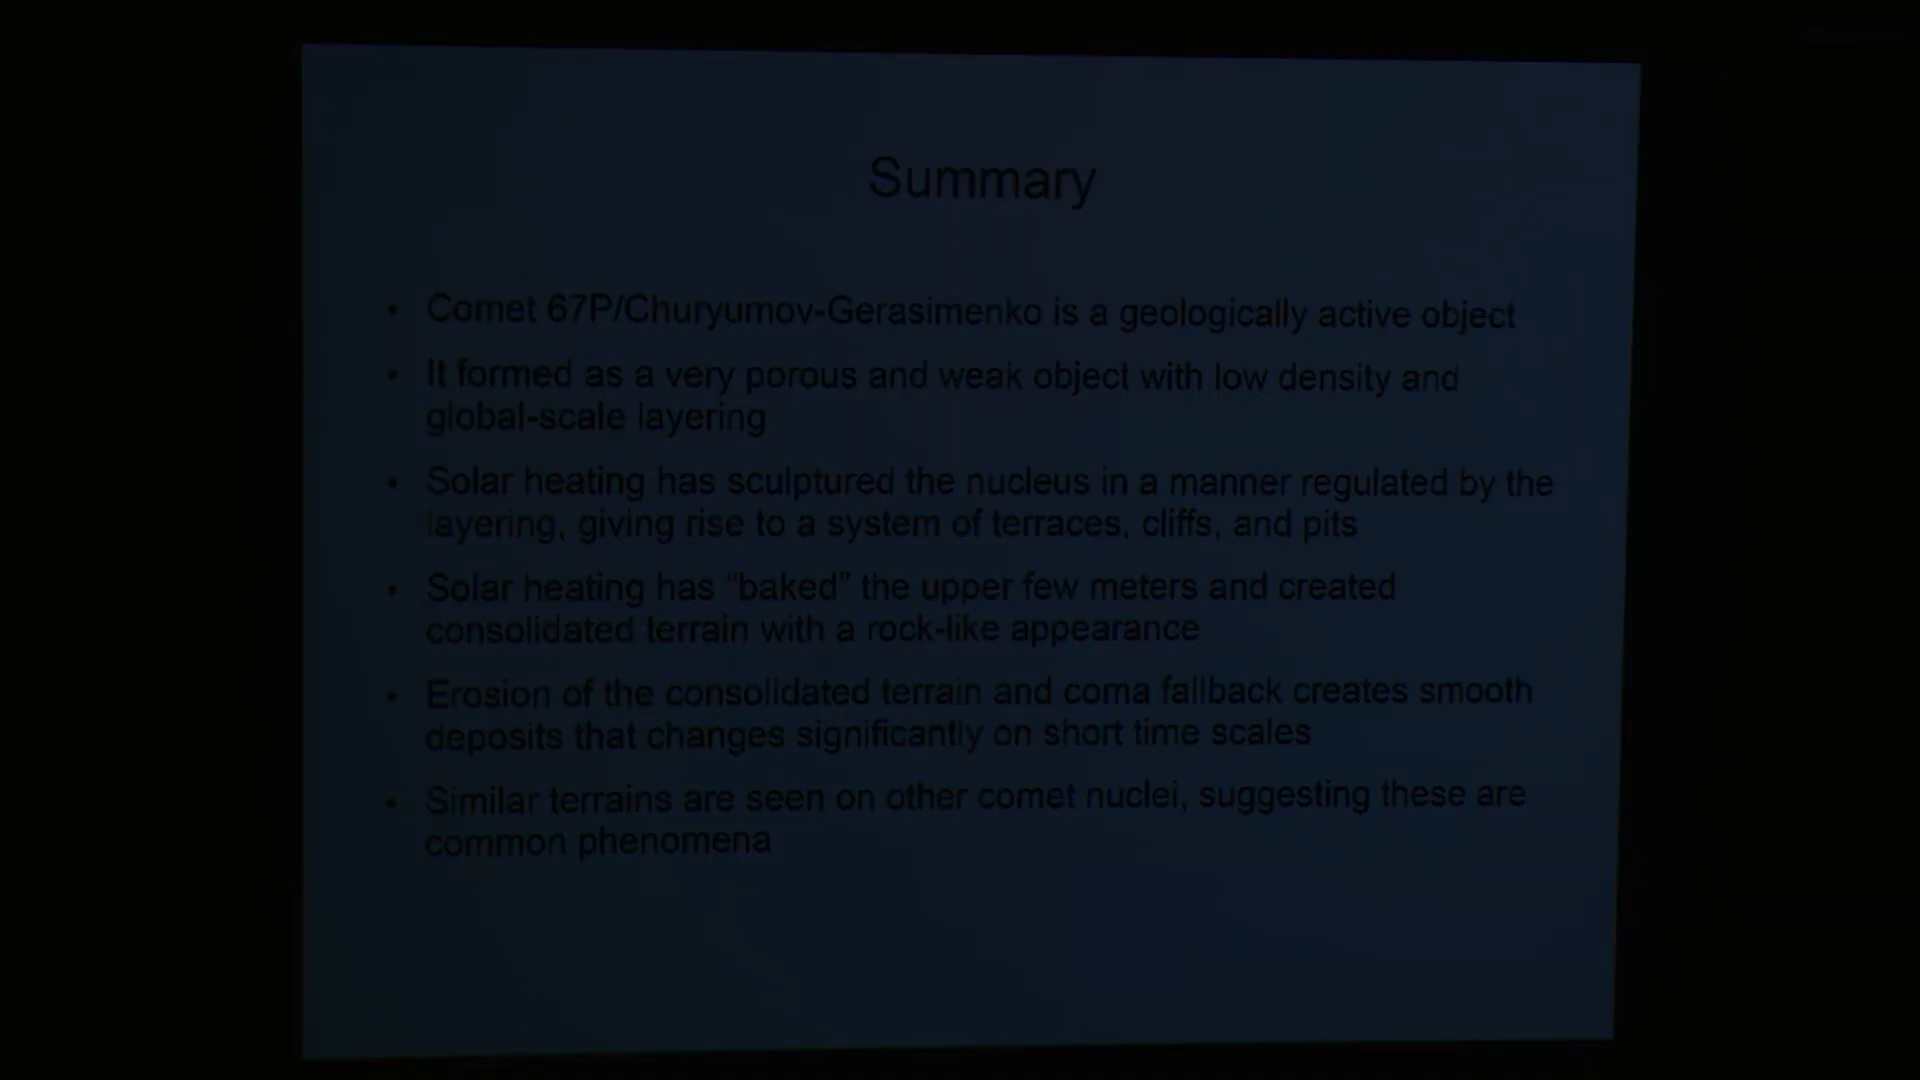 Summary
• Comet 67P/Churyumov-Gerasimenko is a geologically active object
• It formed as a very porous and weak object with low density and
global-scale layering
• Solar heating has sculptured the nucleus in a manner regulated by the
layering, giving rise to a system of terraces, cliffs, and pits
• Solar heating has "baked" the upper few meters and created
consolidated terrain with a rock-like appearance
• Erosion of the consolidated terrain and coma fallback creates smooth
deposits that changes significantly on short time scales
• Similar terrains are seen on other comet nuclei, suggesting these are
common phenomena